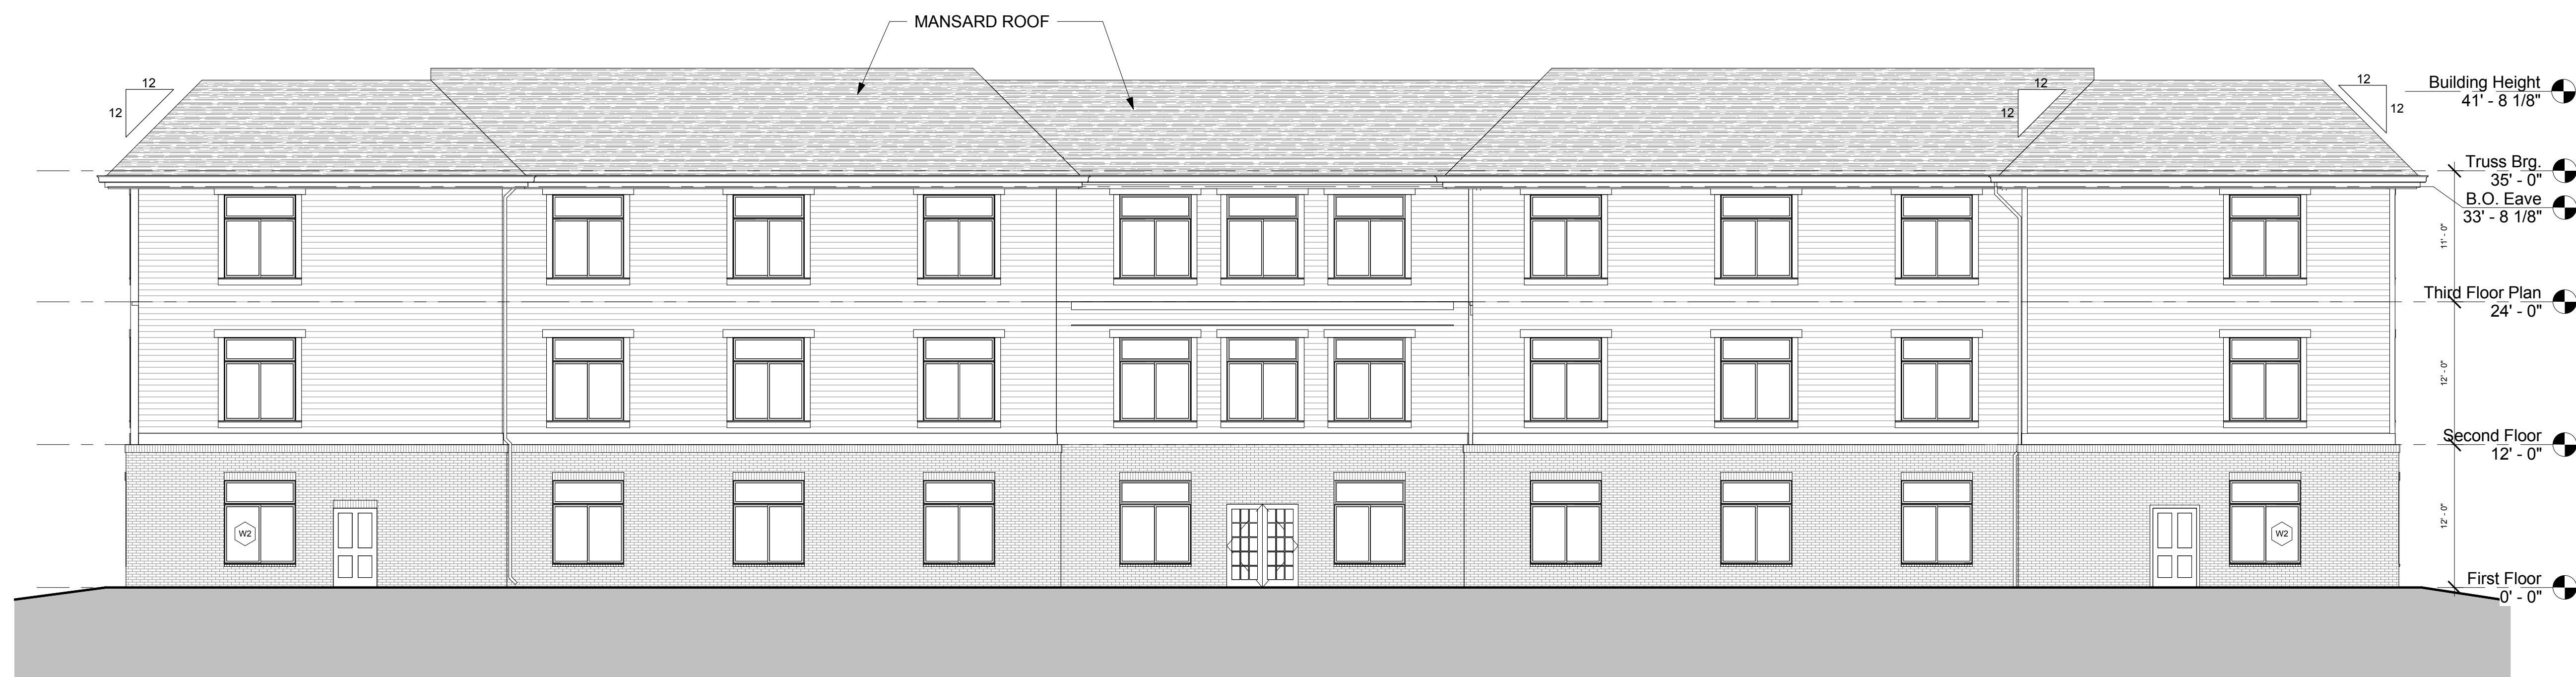 MANSARD ROOF
12
12
12
12
12
12
Building Height
41' - 8 1/8"
Truss Brg.
35' - 0"
B.O. Eave
33' - 8 1/8"
11' - 0"
Third Floor Plan
24' - 0"
12' - 0"
Second Floor
12' - 0"
12' - 0"
W2
W2
First Floor
0' - 0"